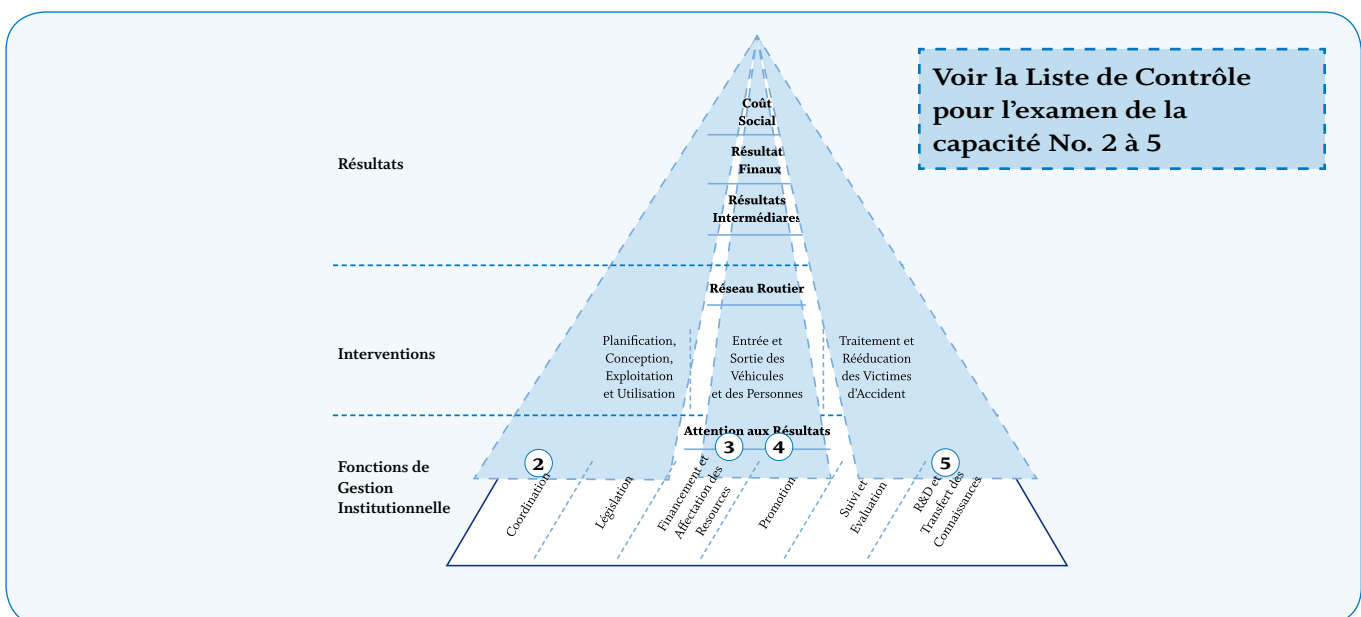 Voir la Liste de Contrôle
pour l'examen de la
capacité No. 2 à 5
Résultats
Coût
Social
Résultat
Finaux
Résultats
Intermédiares
Réseau Routier
Interventions
Planification,
Conception,
Exploitation
et Utilisation
Entrée et
Sortie des
Véhicules
et des Personnes
Traitement et
Rééducation
des Victimes
d'Accident
Attention aux Résultats
Fonctions de
Gestion
Institutionnelle
2
3
4
5
Coordination
Législation
Financement et
Affectation des
Resources
Promotion
Suivi et
Evaluation
R&D et
Transfert des
Connaissances